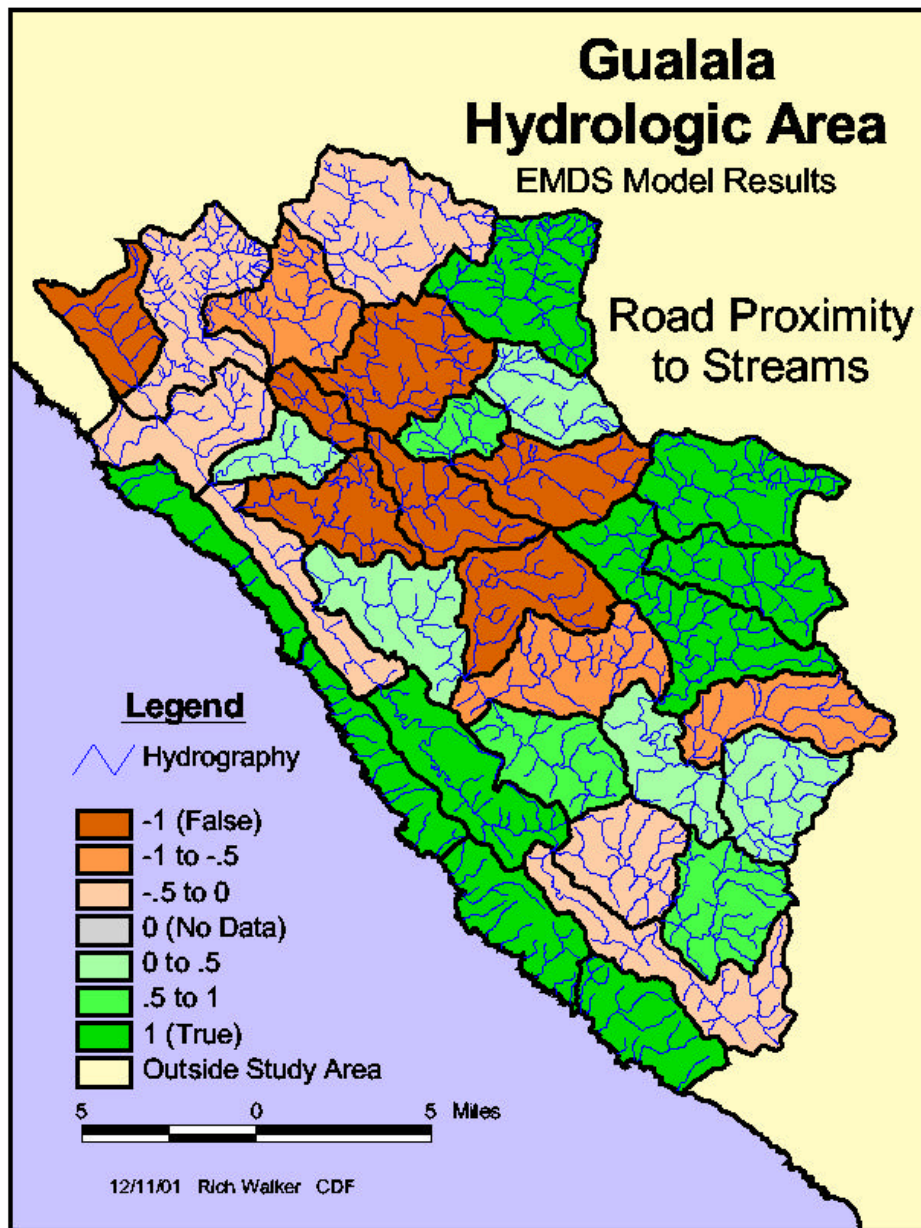 Gualala
Hydrologic Area
EMDS Model Results
Road Proximity
to Streams
Legend
Hydrography
-1 (False)
-1 to -.5
-.5 to 0
0 (No Data)
0 to .5
.5 to 1
1 (True)
Outside Study Area
5 0 5 Miles
12/11/01 Rich Walker CDF